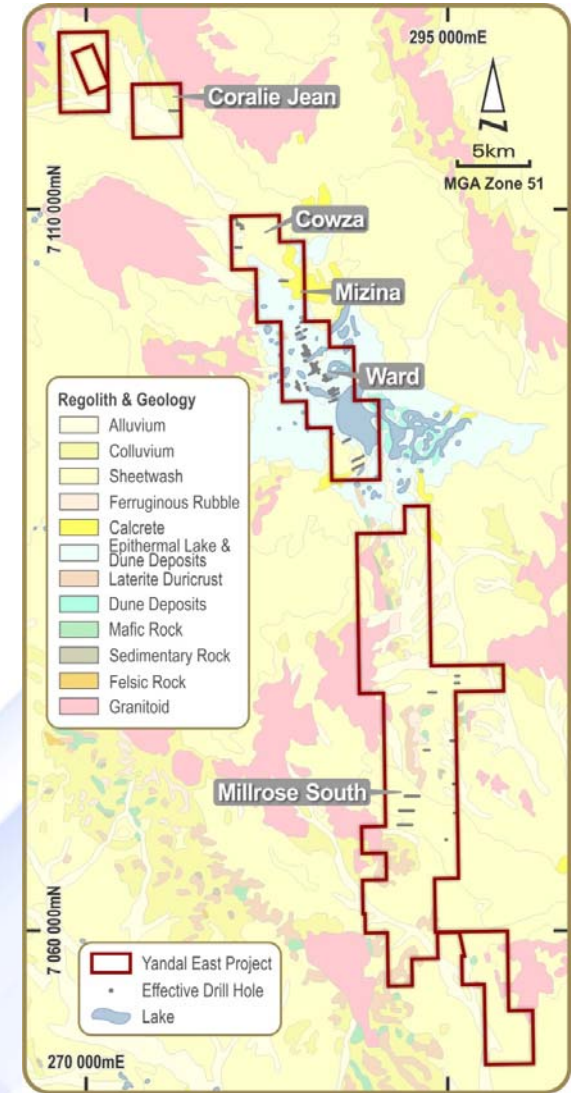 295 000mE
Coralie Jean
Z
5km
MGA Zone 51
7 110 000mN
Cowza
Mizina
Ward
Regolith & Geology
Alluvium
Colluvium
Sheetwash
Ferruginous Rubble
Calcrete
Epithermal Lake &
Dune Deposits
Laterite Duricrust
Dune Deposits
Mafic Rock
Sedimentary Rock
Felsic Rock
Granitoid
Millrose South
7 060 000mN
Yandal East Project
Effective Drill Hole
Lake
270 000mE